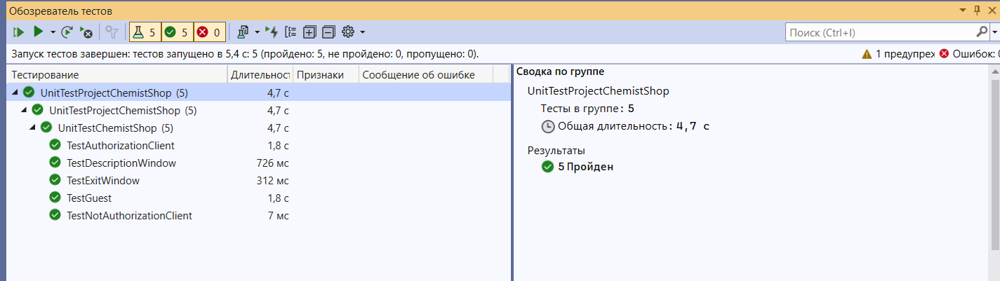 Обозреватель тестов
5 5 0
Поиск (Ctrl+I)
Запуск тестов завершен: тестов запущено в 5,4 с: 5 (пройдено: 5, не пройдено: 0, пропущено: 0).
1 предупреж Ошибок: 0
Тестирование Длительност Признаки Сообщение об ошибке
UnitTestProjectChemistShop (5) 4,7 с
UnitTestProjectChemistShop (5) 4,7 с
UnitTestChemistShop (5) 4,7 с
TestAuthorizationClient 1,8 с
TestDescriptionWindow 726 мс
TestExitWindow 312 мс
TestGuest 1,8 с
TestNotAuthorizationClient 7 мс
Сводка по группе
UnitTestProjectChemistShop
Тесты в группе: 5
Общая длительность: 4,7 с
Результаты
5 Пройден